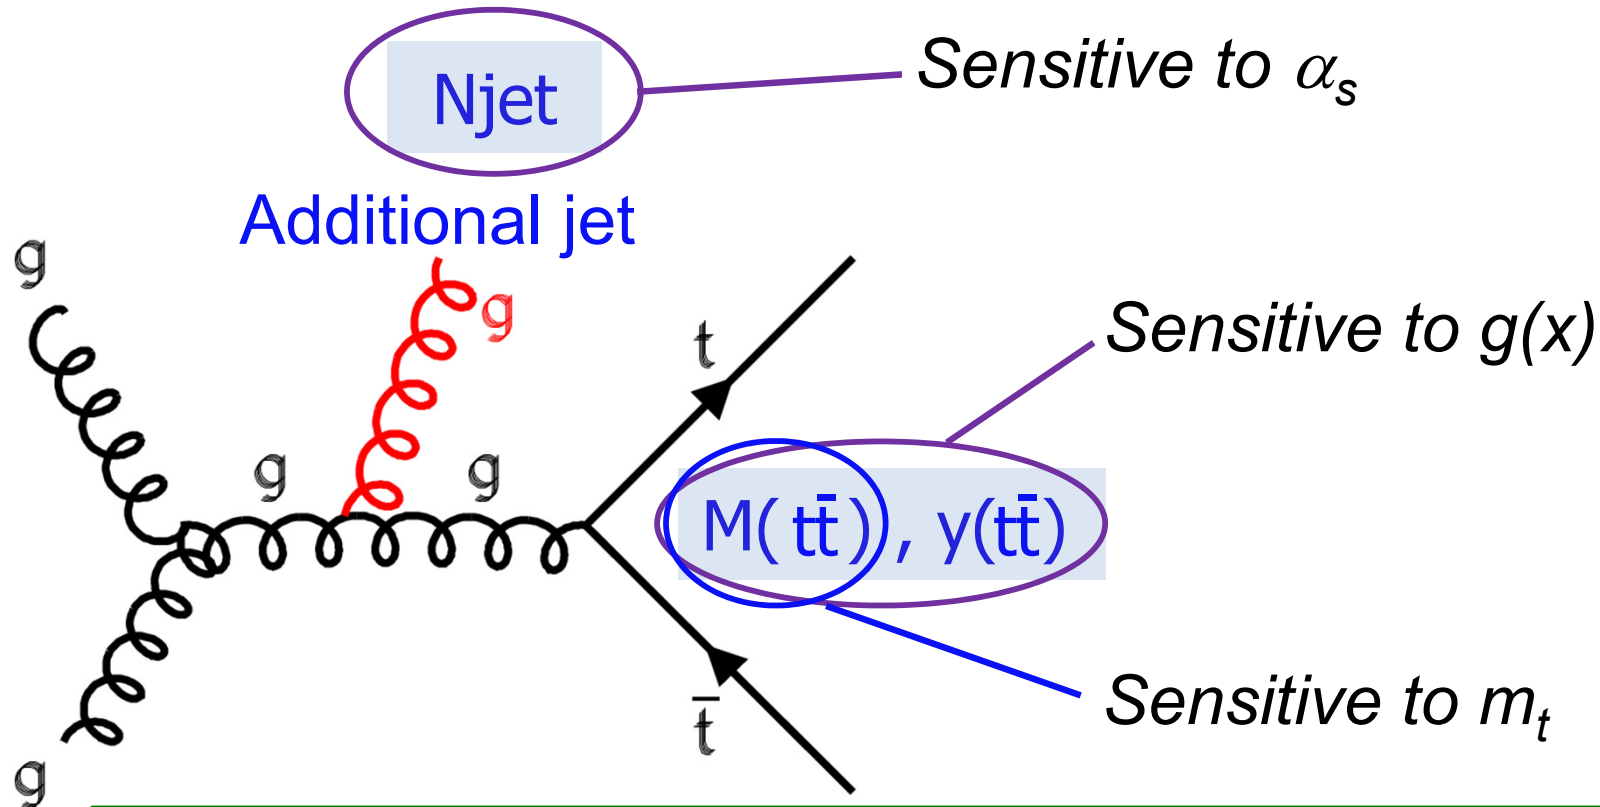 Njet
Sensitive to αs
Additional jet
g
g
t
Sensitive to g(x)
g
g
M(tt̄), y(tt̄)
t̄
Sensitive to mt
g